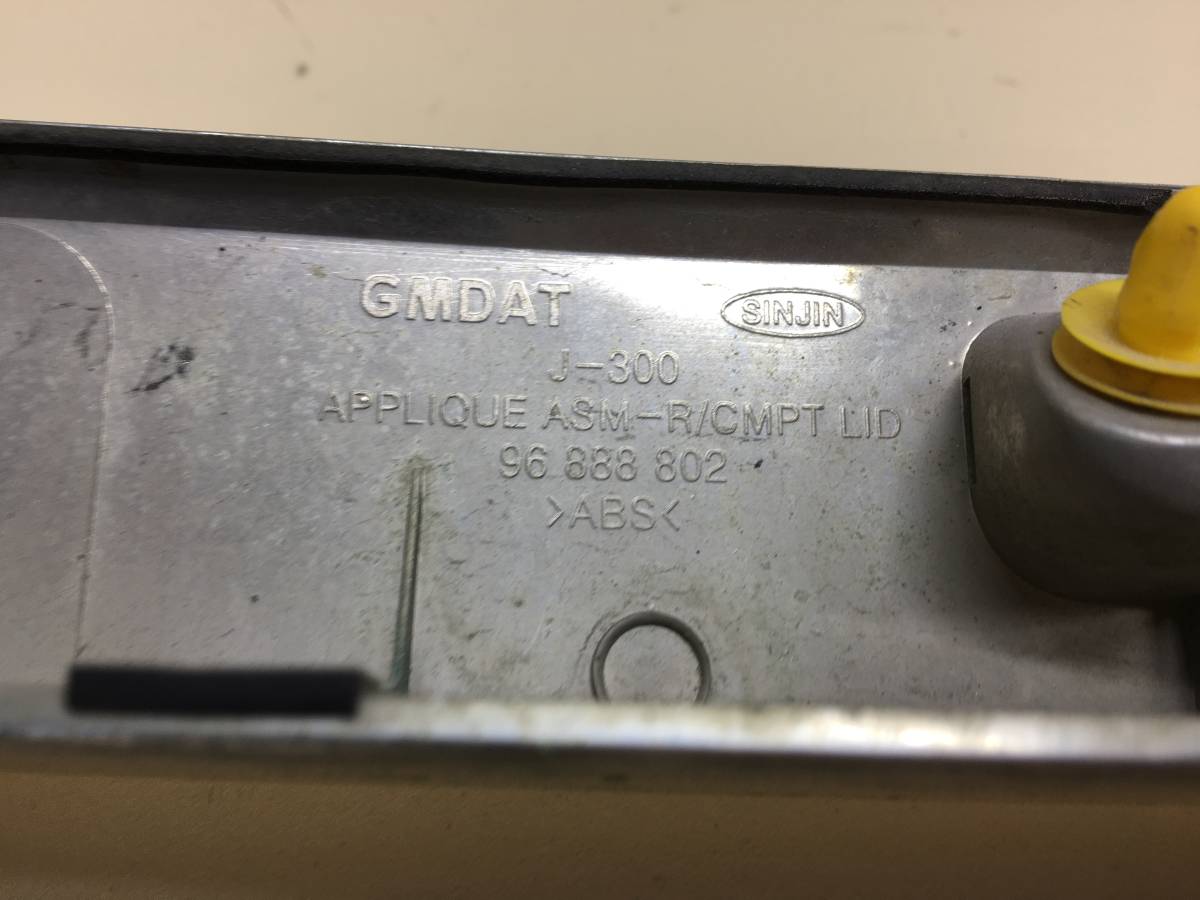 GMDAT SINJIN
J-300
APPLIQUE ASM-R/CMPT LID
96 888 802
>ABS<